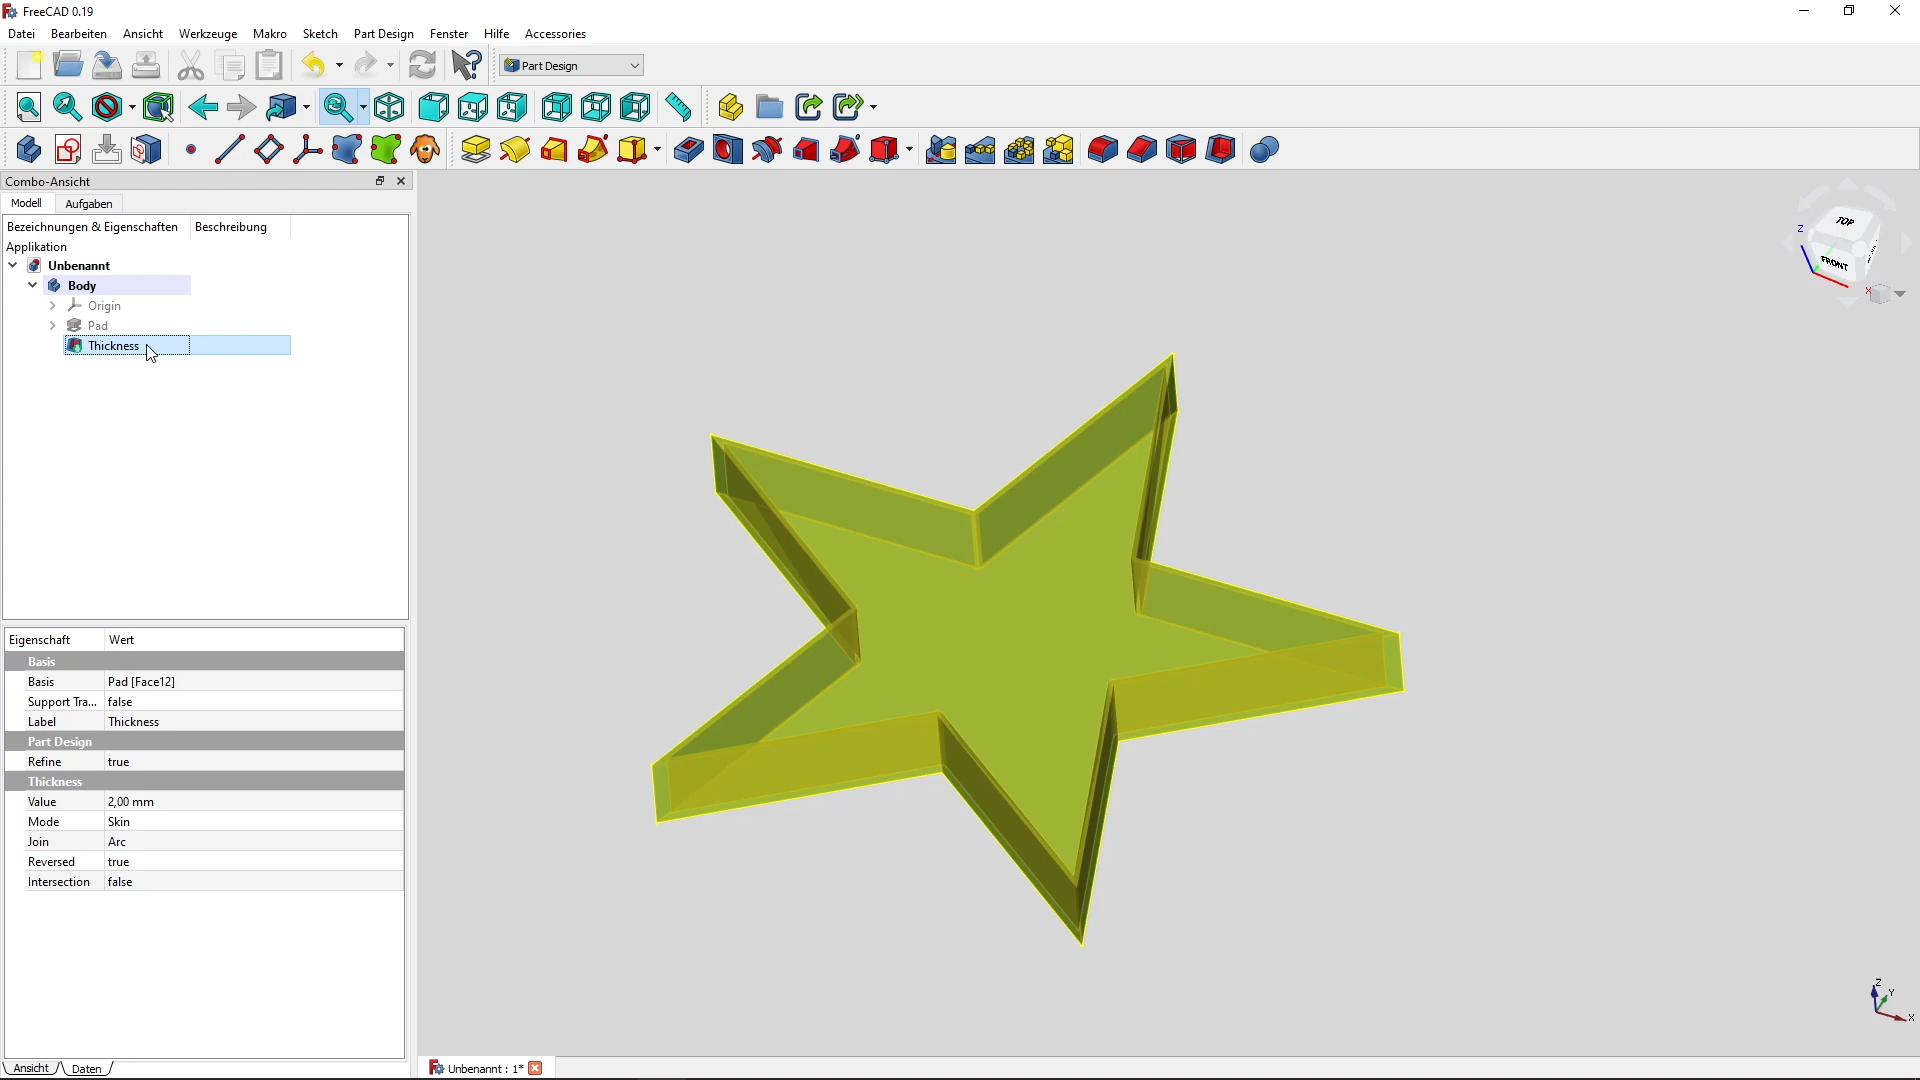 FreeCAD 0.19
Datei Bearbeiten Ansicht Werkzeuge Makro Sketch Part Design Fenster Hilfe Accessories
Part Design
Combo-Ansicht
Modell Aufgaben
Bezeichnungen & Eigenschaften Beschreibung
Applikation
Unbenannt
Body
Origin
Pad
Thickness
TOP
Z
FRONT
X
Eigenschaft Wert
Basis
Basis Pad [Face12]
Support Tra... false
Label Thickness
Part Design
Refine true
Thickness
Value 2,00 mm
Mode Skin
Join Arc
Reversed true
Intersection false
Z
Y
X
Ansicht Daten
Unbenannt : 1*